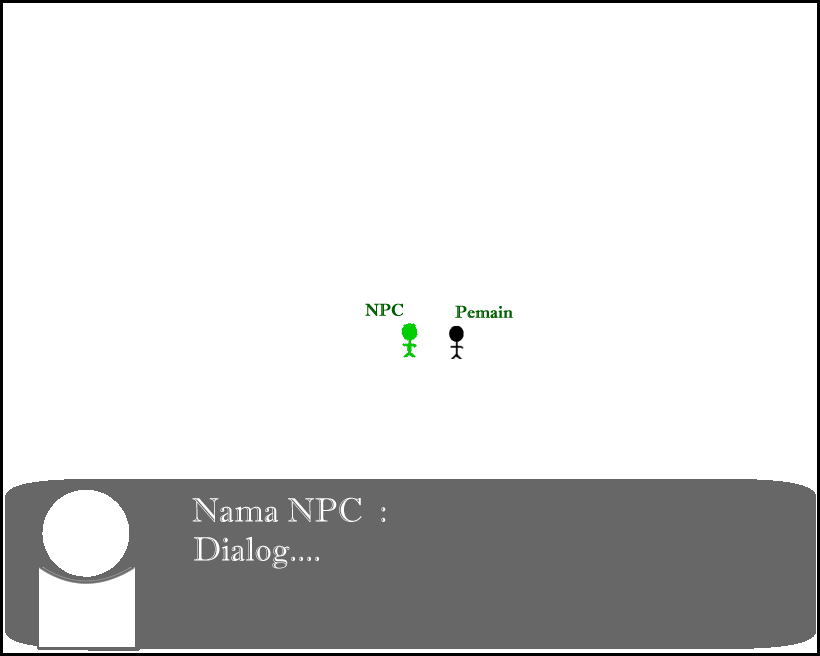 NPC
Pemain
Nama NPC :
Dialog....